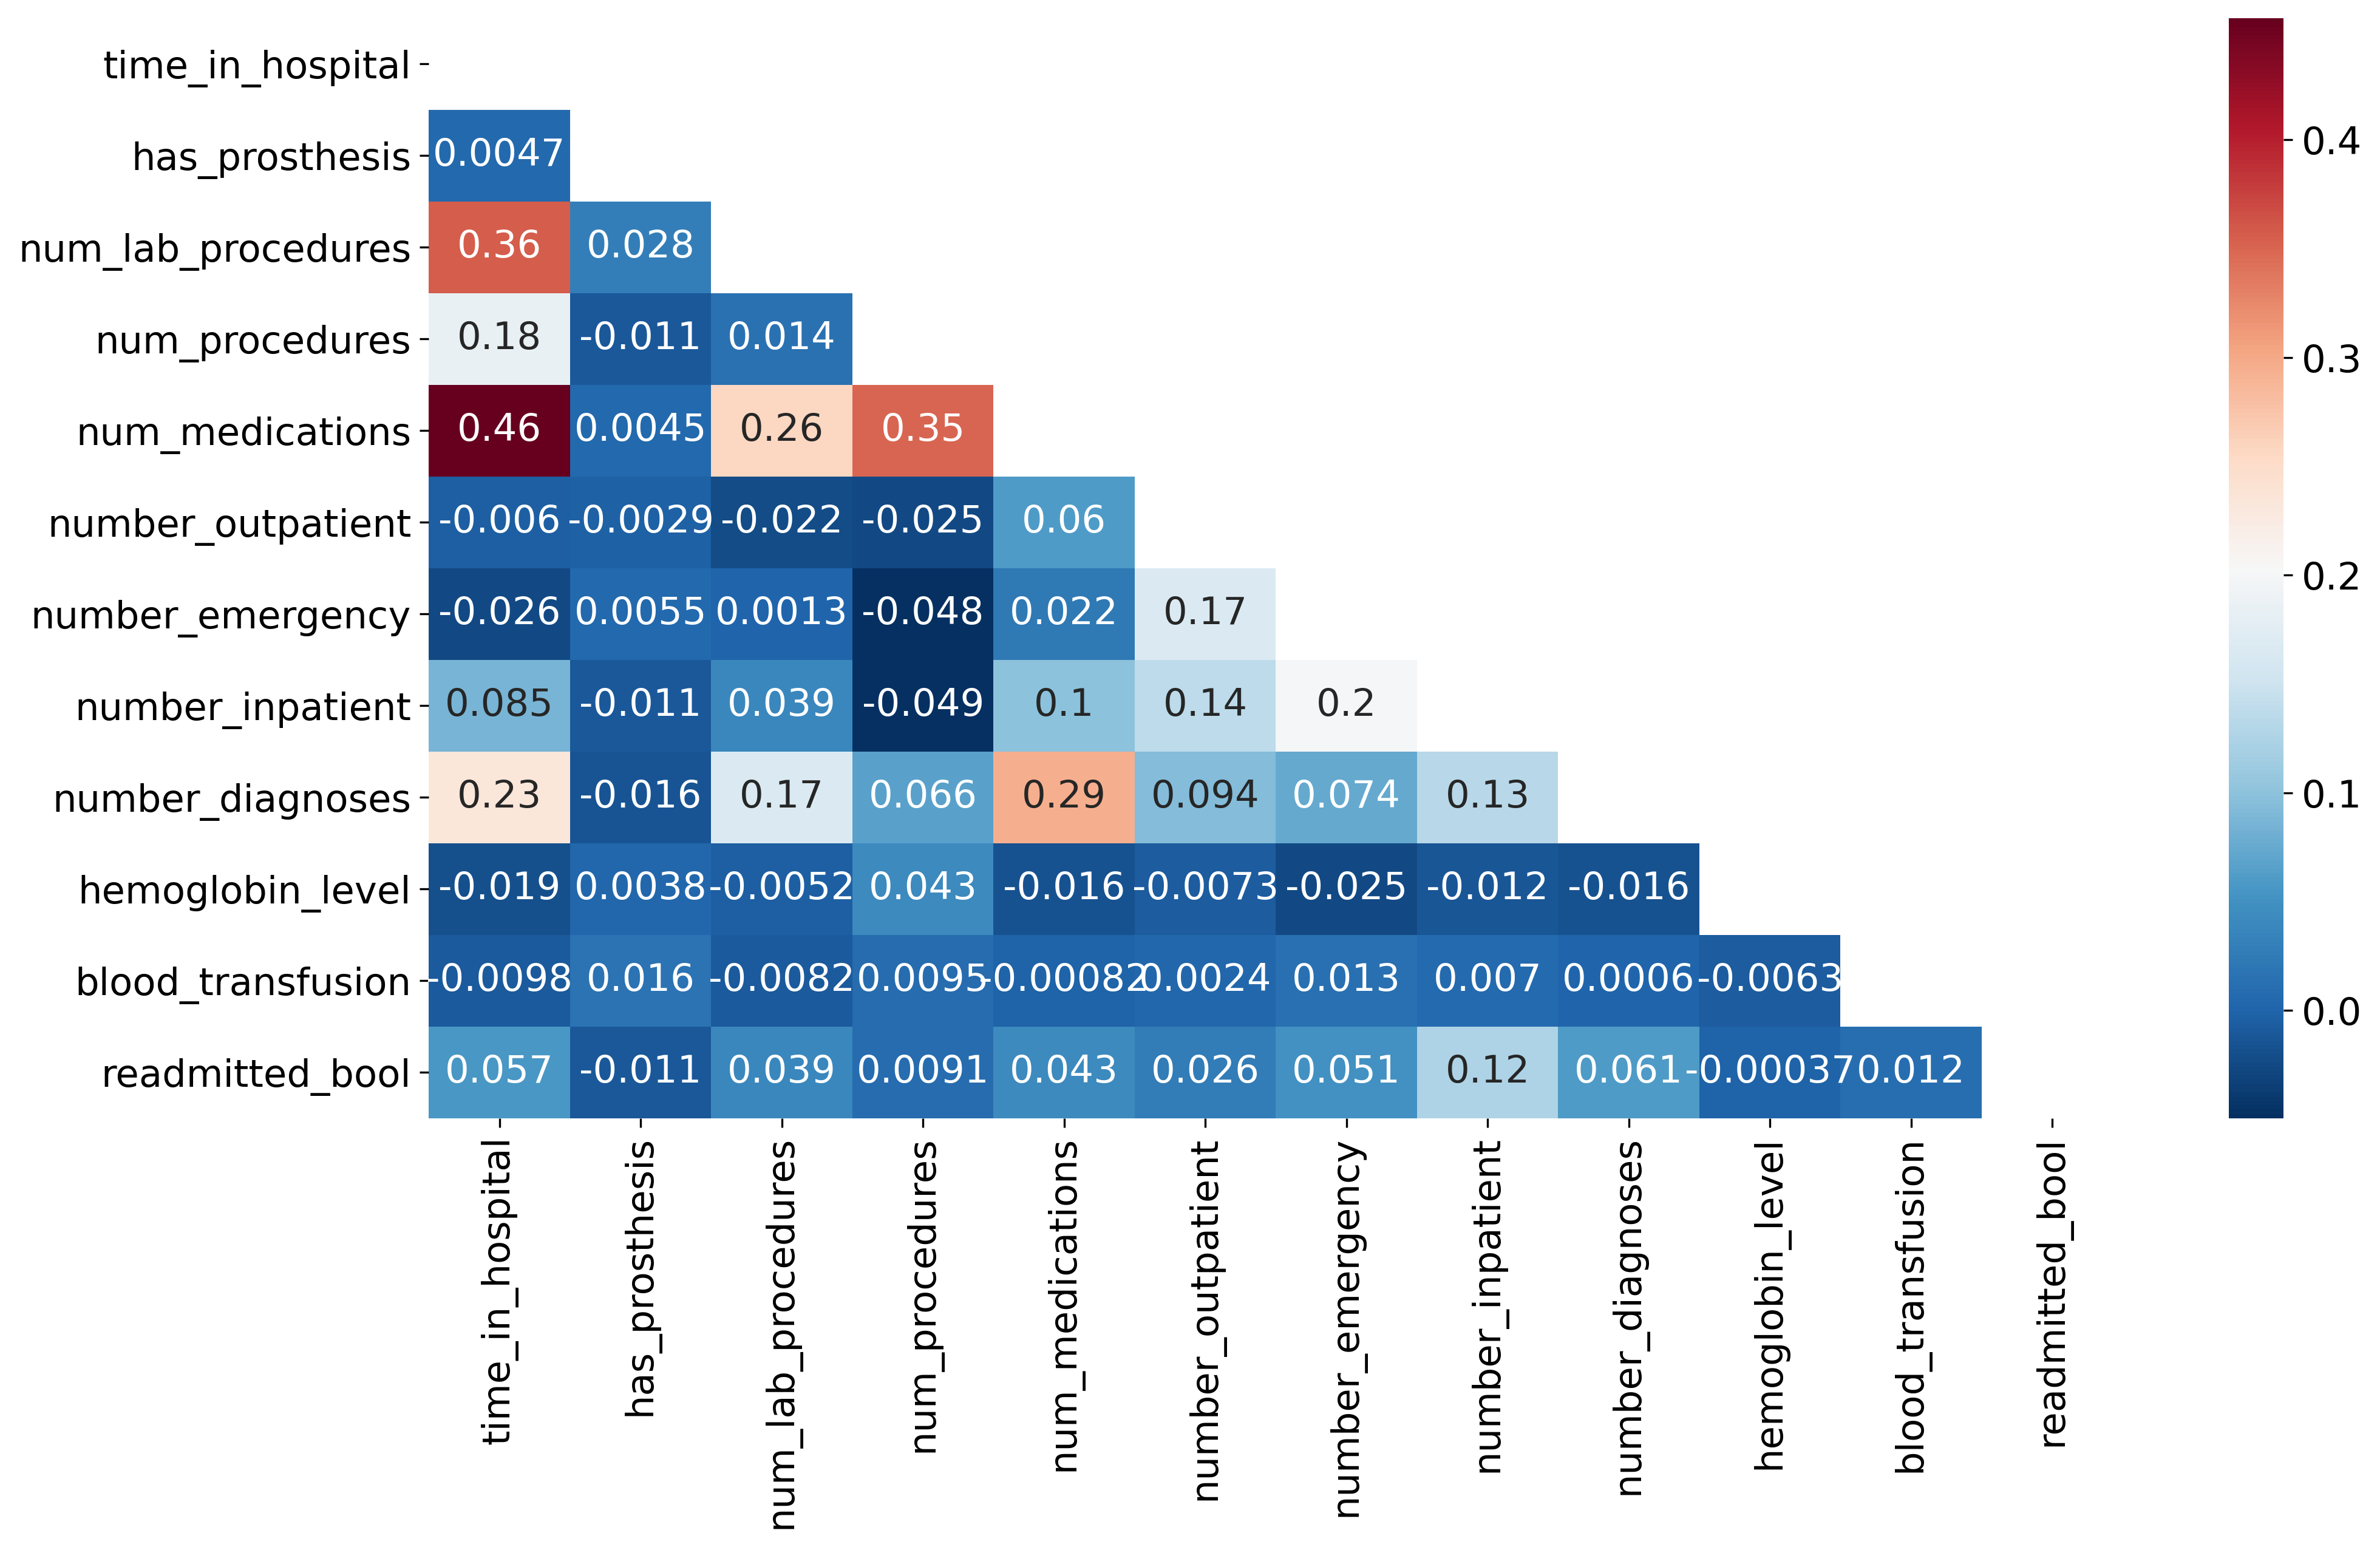 time_in_hospital
has_prosthesis 0.0047
num_lab_procedures 0.36 0.028
num_procedures 0.18 -0.011 0.014
num_medications 0.46 0.0045 0.26 0.35
number_outpatient -0.006 -0.0029 -0.022 -0.025 0.06
number_emergency -0.026 0.0055 0.0013 -0.048 0.022 0.17
number_inpatient 0.085 -0.011 0.039 -0.049 0.1 0.14 0.2
number_diagnoses 0.23 -0.016 0.17 0.066 0.29 0.094 0.074 0.13
hemoglobin_level -0.019 0.0038 -0.0052 0.043 -0.016 -0.0073 -0.025 -0.012 -0.016
blood_transfusion -0.0098 0.016 -0.0082 0.0095 -0.00082 0.0024 0.013 0.007 0.0006 -0.0063
readmitted_bool 0.057 -0.011 0.039 0.0091 0.043 0.026 0.051 0.12 0.061 -0.00037 0.012
time_in_hospital
has_prosthesis
num_lab_procedures
num_procedures
num_medications
number_outpatient
number_emergency
number_inpatient
number_diagnoses
hemoglobin_level
blood_transfusion
readmitted_bool
0.4
0.3
0.2
0.1
0.0